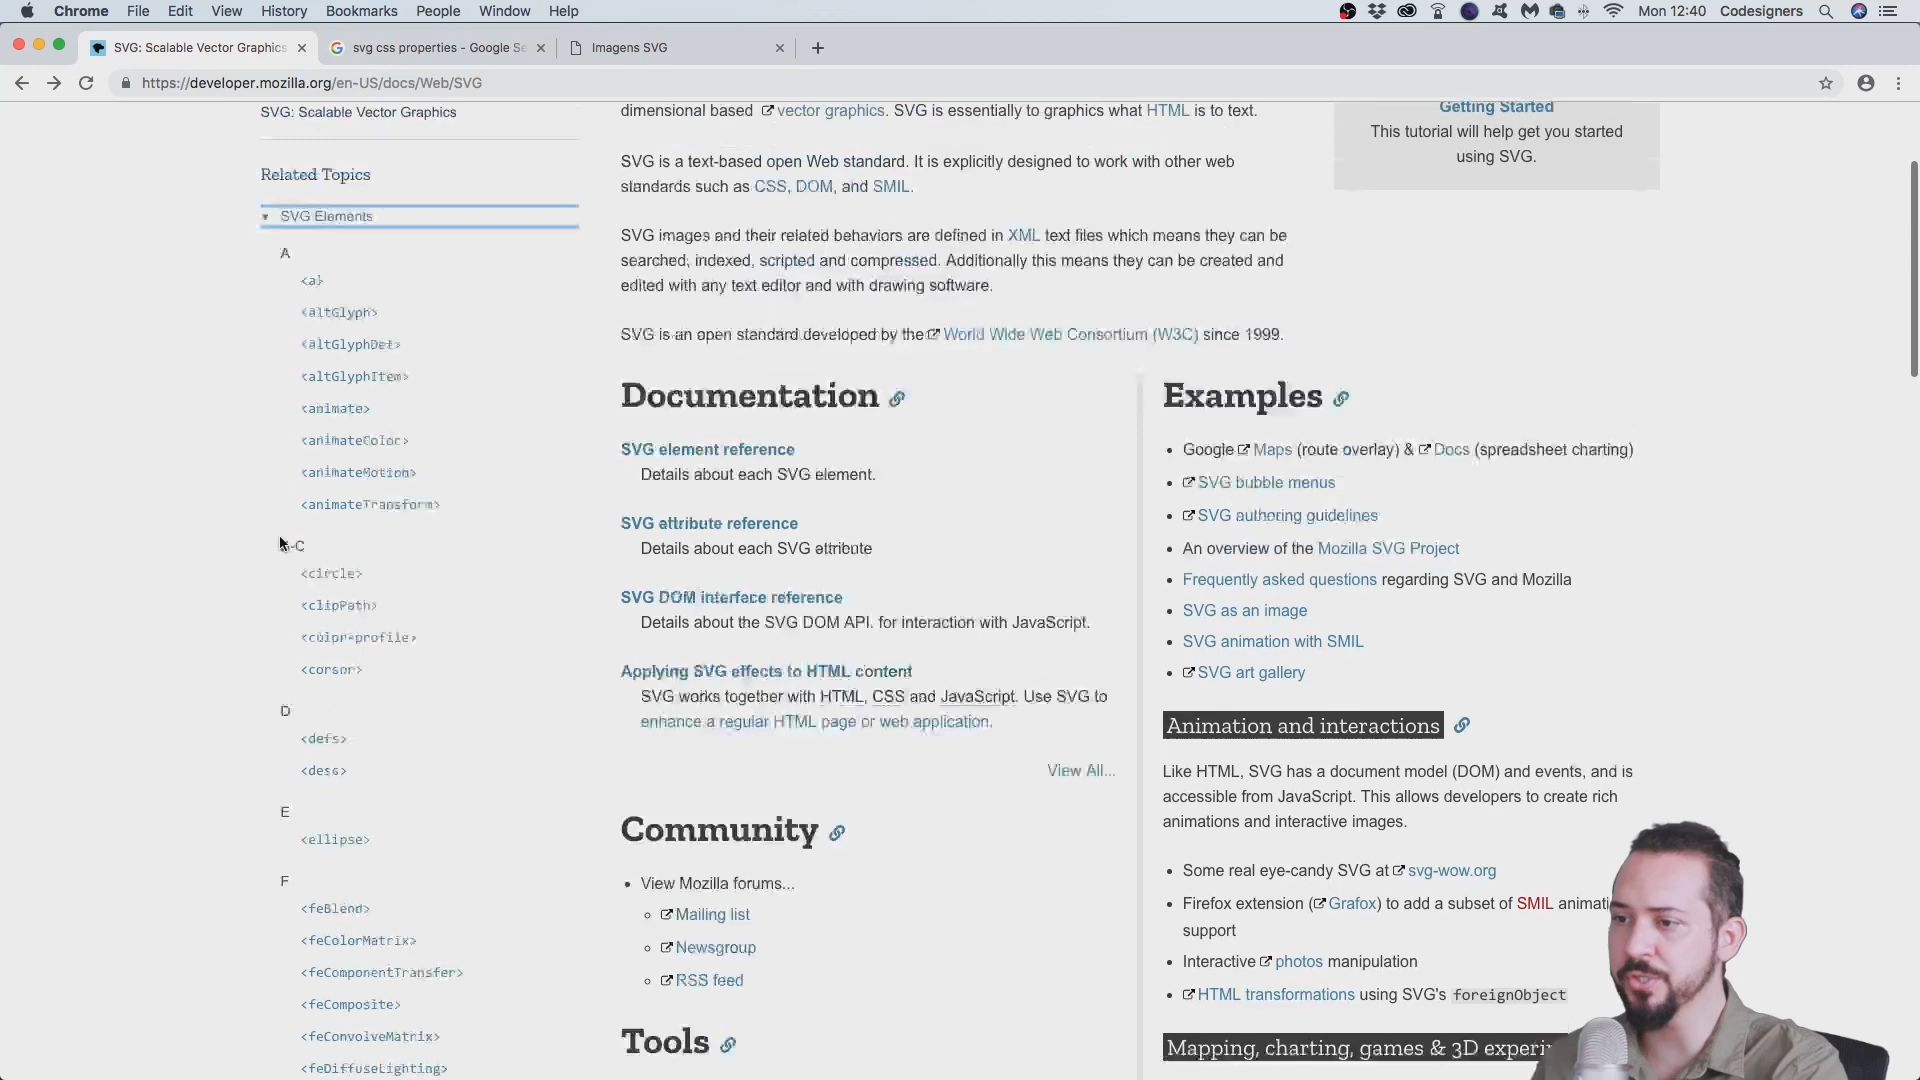 Chrome File Edit View History Bookmarks People Window Help Mon 12:40 Codesigners
SVG: Scalable Vector Graphics svg css properties - Google Se Imagens SVG
https://developer.mozilla.org/en-US/docs/Web/SVG
SVG: Scalable Vector Graphics
Related Topics
SVG Elements
A
<a>
<altGlyph>
<altGlyphDef>
<altGlyphItem>
<animate>
<animateColor>
<animateMotion>
<animateTransform>
-C
<circle>
<clipPath>
<color-profile>
<cursor>
D
<defs>
<desc>
E
<ellipse>
F
<feBlend>
<feColorMatrix>
<feComponentTransfer>
<feComposite>
<feConvolveMatrix>
<feDiffuseLighting>
dimensional based vector graphics. SVG is essentially to graphics what HTML is to text.
SVG is a text-based open Web standard. It is explicitly designed to work with other web
standards such as CSS, DOM, and SMIL.
SVG images and their related behaviors are defined in XML text files which means they can be
searched, indexed, scripted and compressed. Additionally this means they can be created and
edited with any text editor and with drawing software.
SVG is an open standard developed by the World Wide Web Consortium (W3C) since 1999.
Getting Started
This tutorial will help get you started
using SVG.
Documentation
SVG element reference
Details about each SVG element.
SVG attribute reference
Details about each SVG attribute
SVG DOM interface reference
Details about the SVG DOM API. for interaction with JavaScript.
Applying SVG effects to HTML content
SVG works together with HTML, CSS and JavaScript. Use SVG to
enhance a regular HTML page or web application.
View All...
Community
• View Mozilla forums...
Mailing list
Newsgroup
RSS feed
Tools
Examples
• Google Maps (route overlay) & Docs (spreadsheet charting)
• SVG bubble menus
• SVG authoring guidelines
• An overview of the Mozilla SVG Project
• Frequently asked questions regarding SVG and Mozilla
• SVG as an image
• SVG animation with SMIL
• SVG art gallery
Animation and interactions
Like HTML, SVG has a document model (DOM) and events, and is
accessible from JavaScript. This allows developers to create rich
animations and interactive images.
• Some real eye-candy SVG at svg-wow.org
• Firefox extension (Grafox) to add a subset of SMIL animati
support
• Interactive photos manipulation
• HTML transformations using SVG's foreignObject
Mapping, charting, games & 3D experi